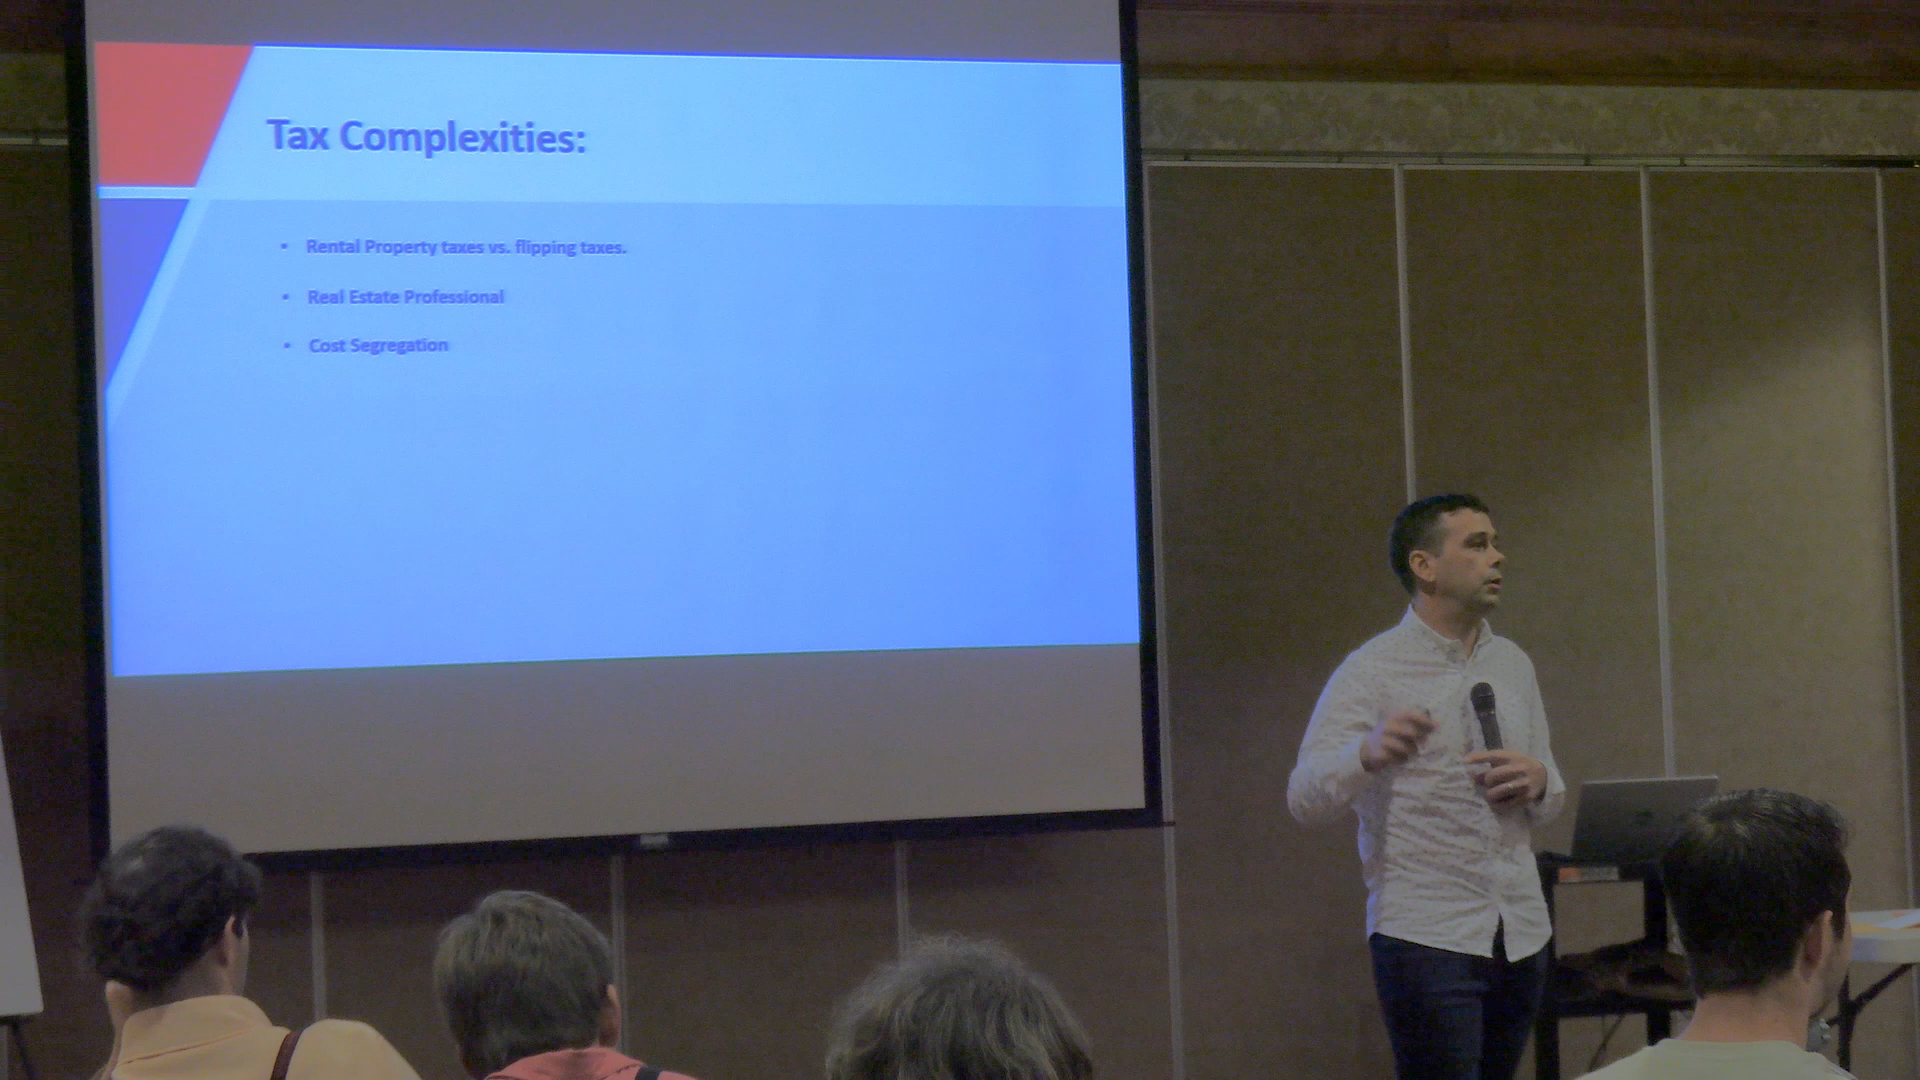 Tax Complexities:
• Rental Property taxes vs. flipping taxes.
• Real Estate Professional
• Cost Segregation